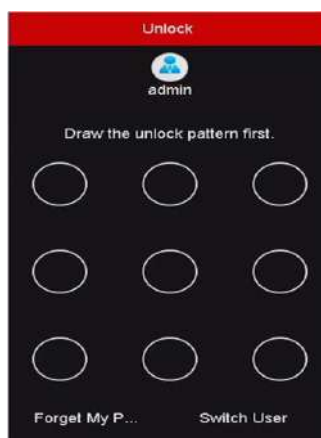 Unlock
admin
Draw the unlock pattern first.
Forget My P... Switch User